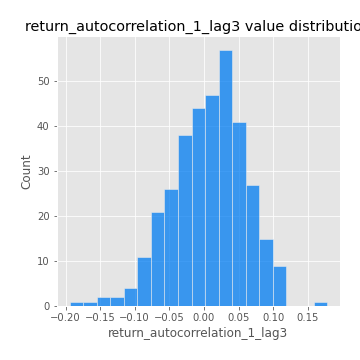 return_autocorrelation_1_lag3 value distributio
Count
50
40
30
20
10
0
−0.20 −0.15 −0.10 −0.05 0.00 0.05 0.10 0.15
return_autocorrelation_1_lag3